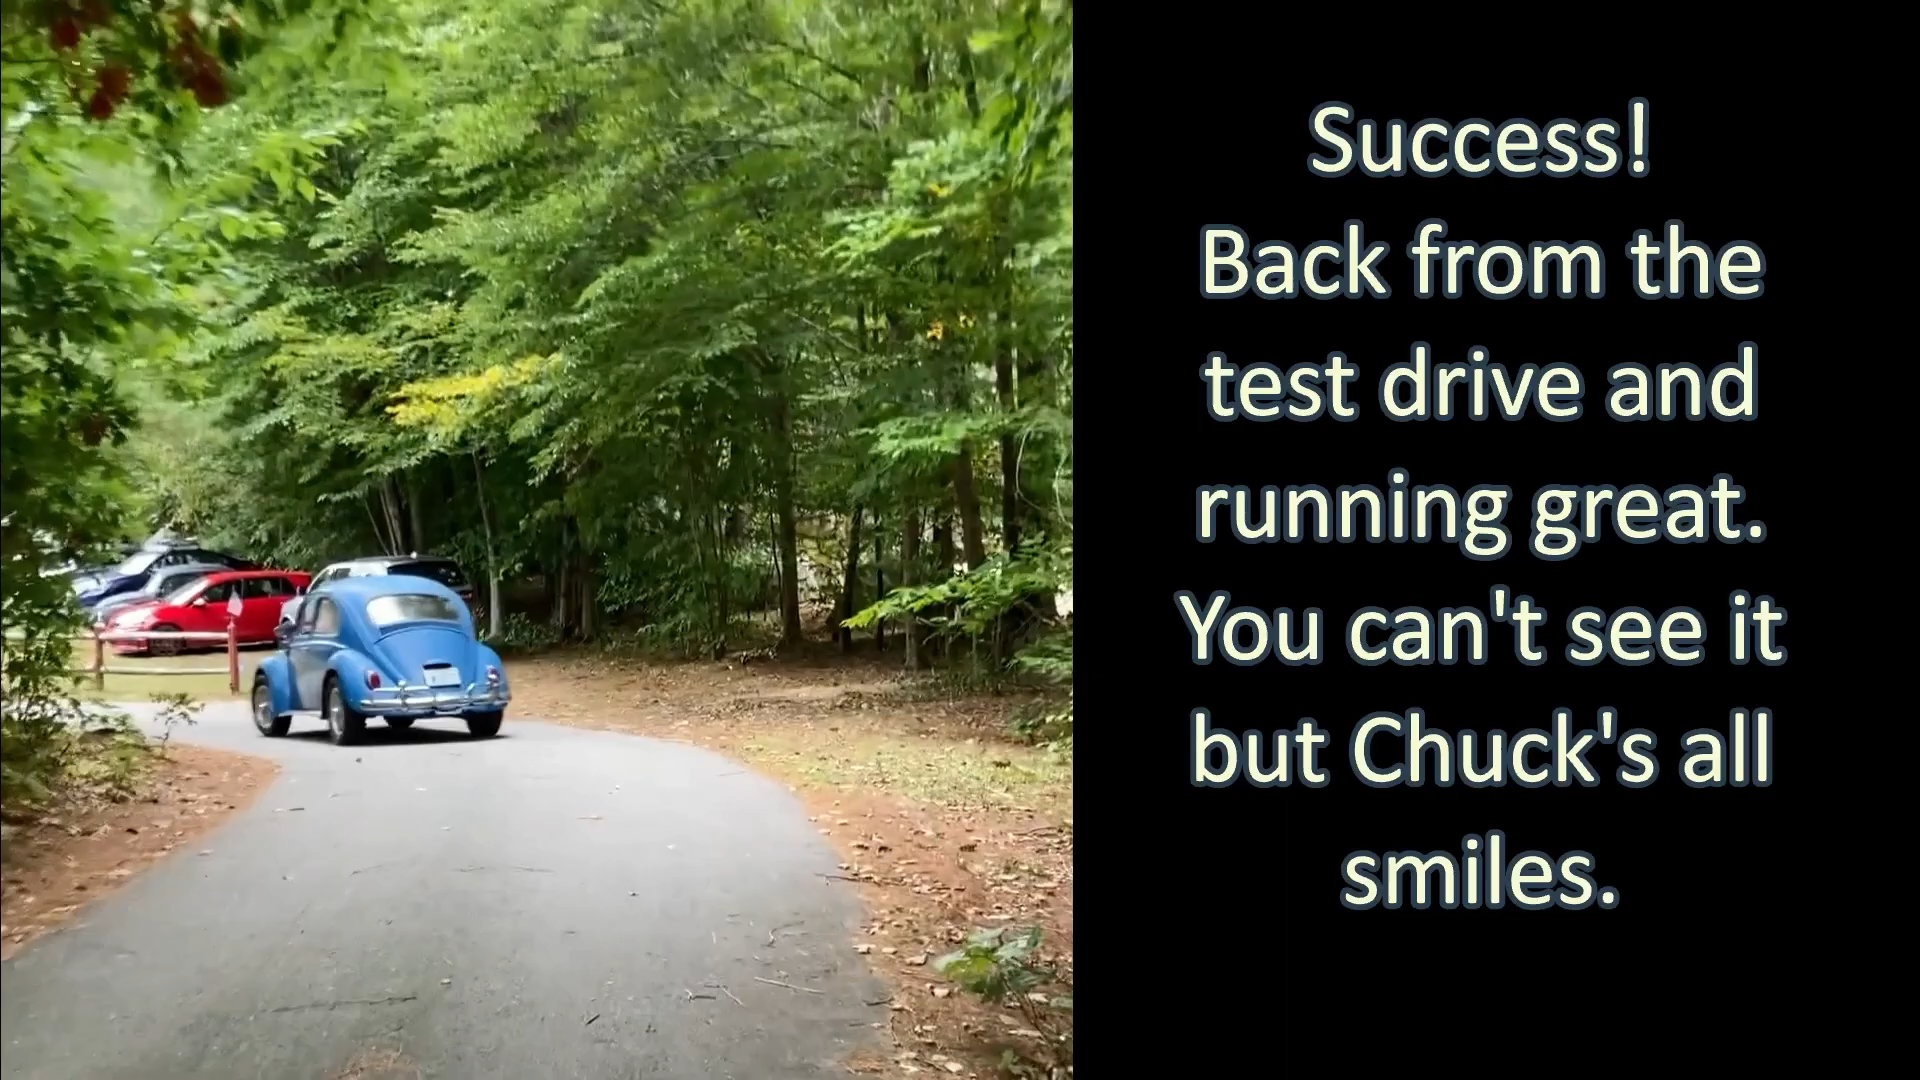 Success!
Back from the
test drive and
running great.
You can't see it
but Chuck's all
smiles.